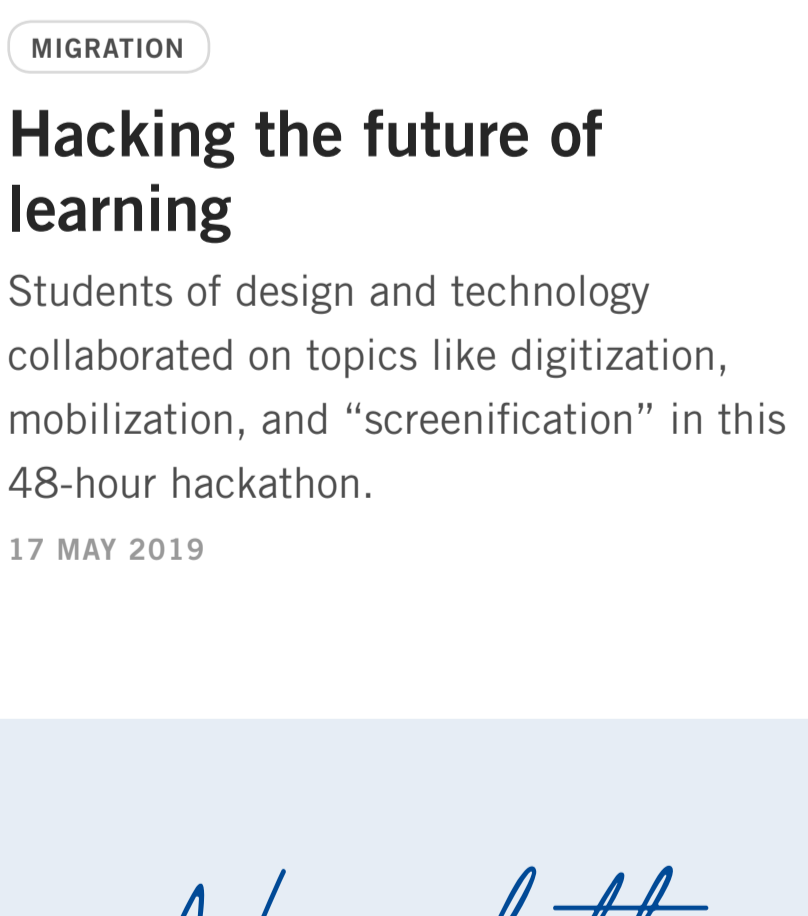 MIGRATION
Hacking the future of
learning
Students of design and technology
collaborated on topics like digitization,
mobilization, and “screenification” in this
48-hour hackathon.
17 MAY 2019